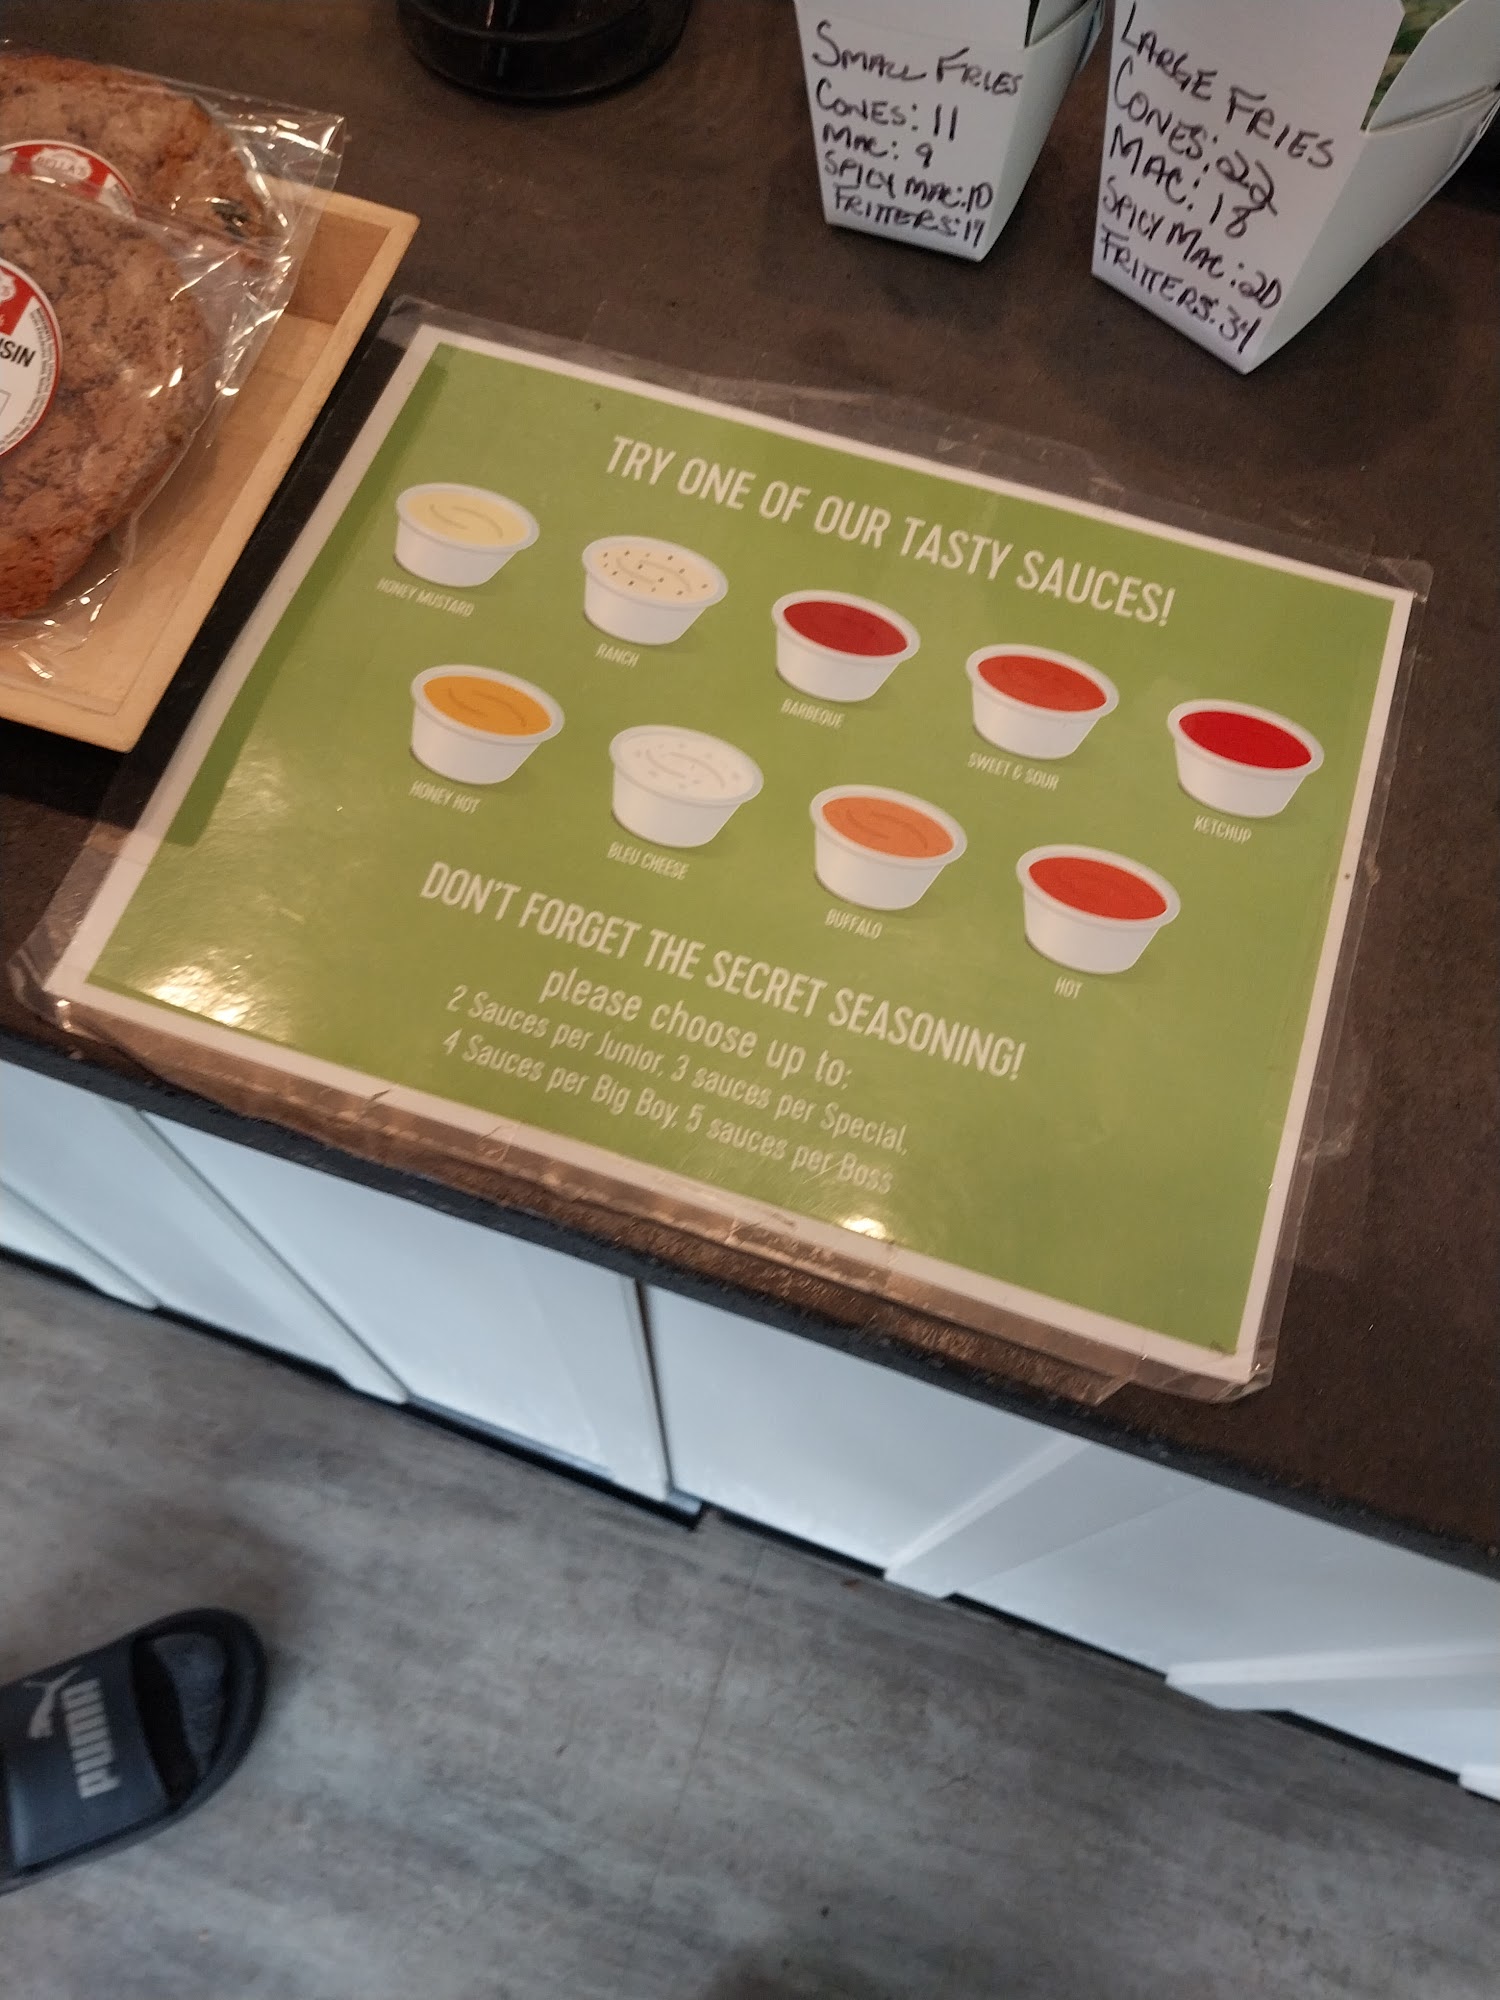 SMALL FRIES
CONES: 11
MAC: 9
SPICY MAC: 10
FRITTERS: 17
LARGE FRIES
CONES: 22
MAC: 18
SPICY MAC: 20
FRITTERS: 34
SIN
TRY ONE OF OUR TASTY SAUCES!
HONEY MUSTARD
RANCH
BARBEQUE
SWEET & SOUR
KETCHUP
HONEY HOT
BLEU CHEESE
BUFFALO
HOT
DON'T FORGET THE SECRET SEASONING!
please choose up to:
2 Sauces per Junior, 3 sauces per Special,
4 Sauces per Big Boy, 5 sauces per Boss
PUMA